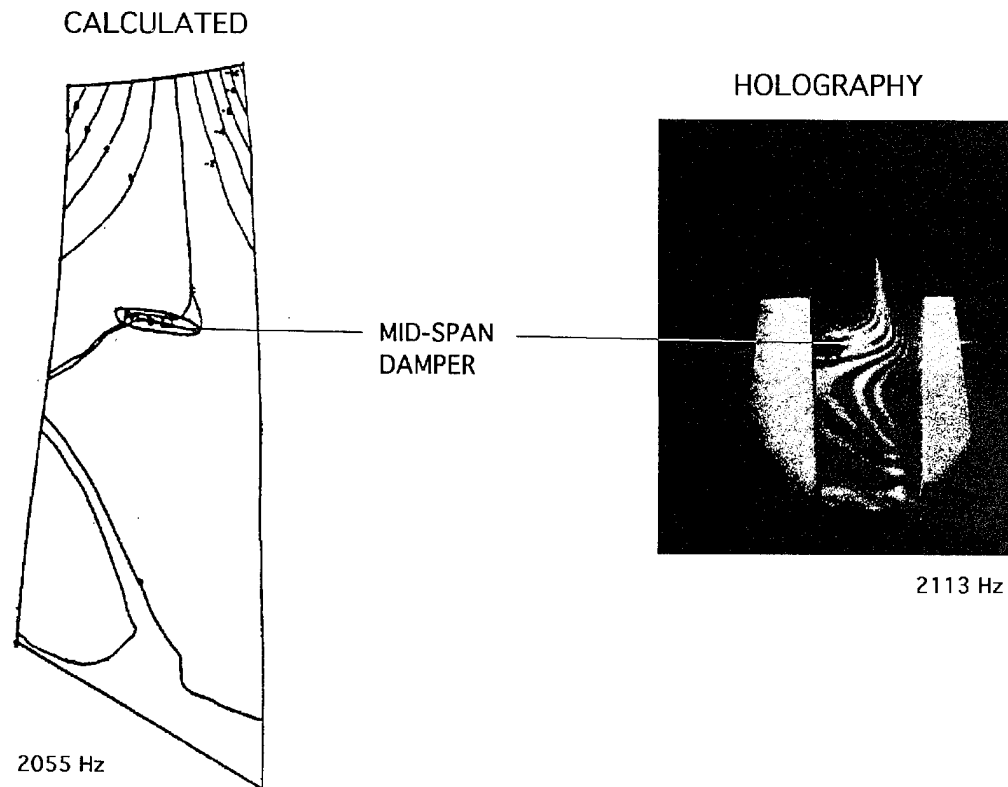 CALCULATED
HOLOGRAPHY
MID-SPAN
DAMPER
2113 Hz
2055 Hz